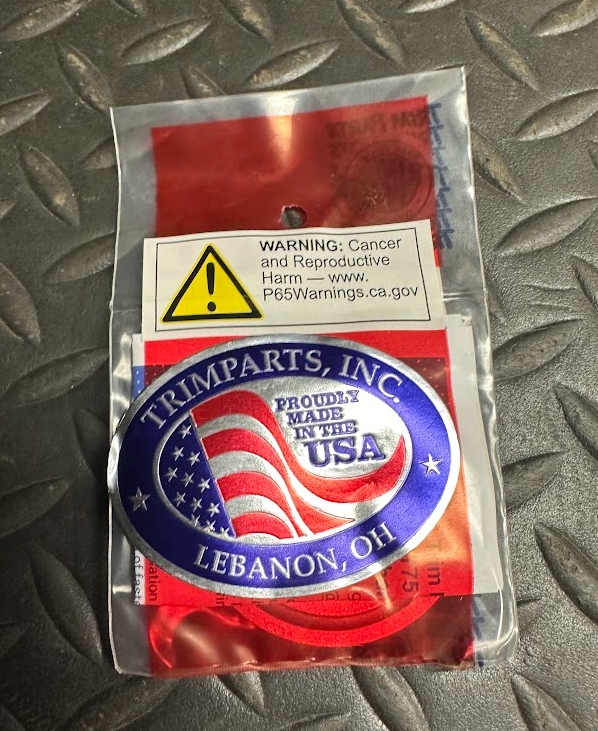 WARNING: Cancer
and Reproductive
Harm — www.
P65Warnings.ca.gov
TRIMPARTS, INC.
PROUDLY
MADE
IN THE
USA
LEBANON, OH